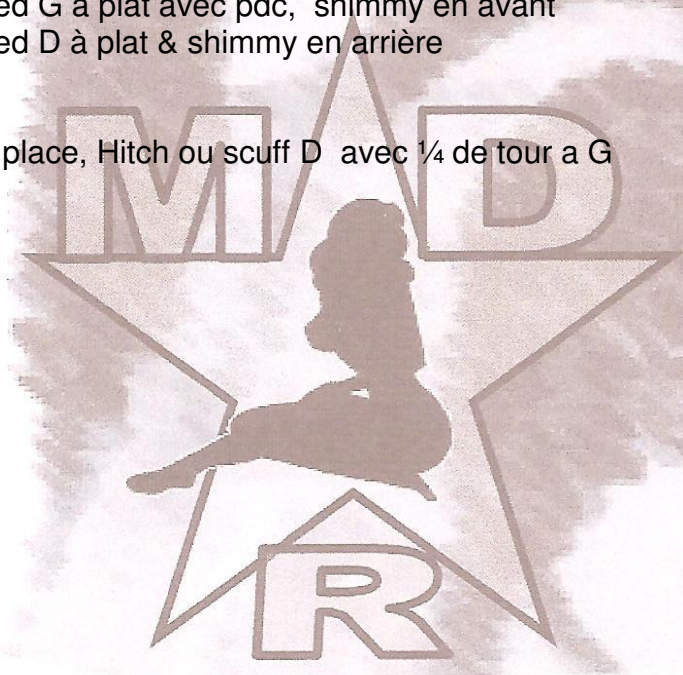 ed G à plat avec pdc, shimmy en avant
ed D à plat & shimmy en arrière
place, Hitch ou scuff D avec ¼ de tour a G
M D
R